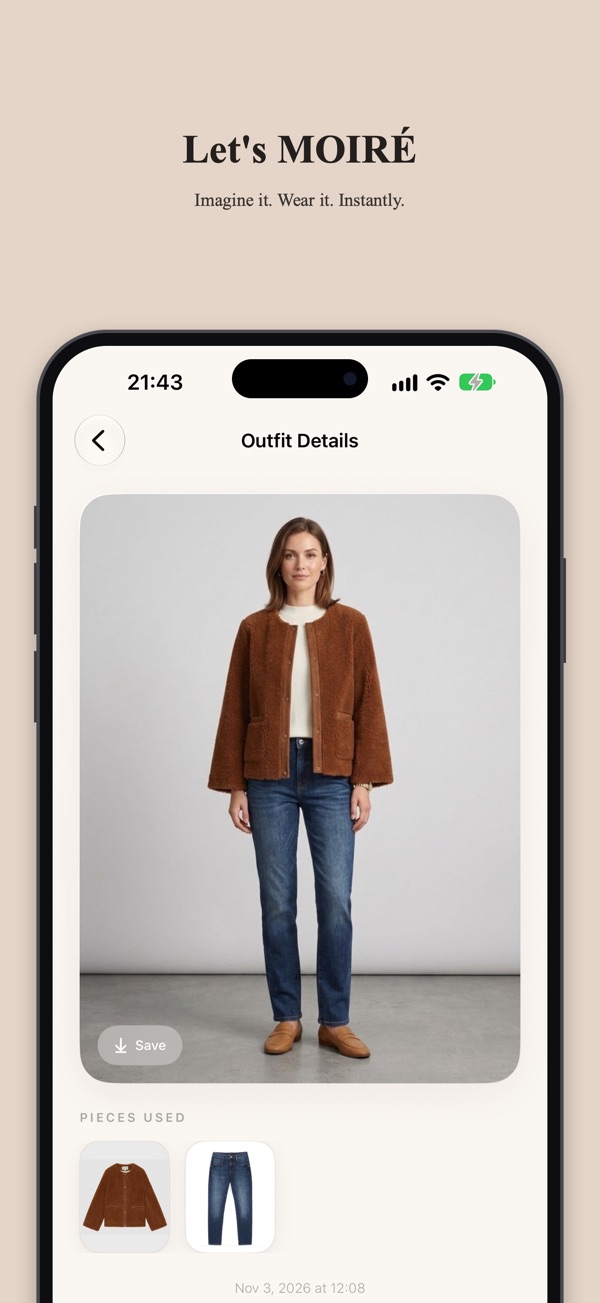 Let's MOIRÉ
Imagine it. Wear it. Instantly.
21:43
Outfit Details
Save
PIECES USED
Nov 3, 2026 at 12:08